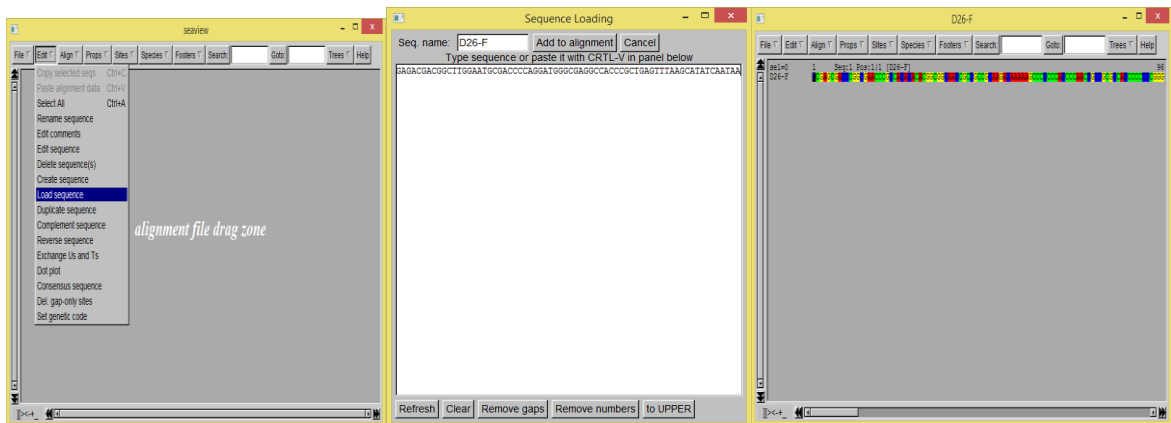 seaview
File Edit Align Props Sites Species Footers Search: Goto: Trees Help
Copy selected seqs Ctrl+C
Paste alignment data Ctrl+V
Select All Ctrl+A
Rename sequence
Edit comments
Edit sequence
Delete sequence(s)
Create sequence
Load sequence
Duplicate sequence
Complement sequence
Reverse sequence
Exchange Us and Ts
Dot plot
Consensus sequence
Del. gap-only sites
Set genetic code
alignment file drag zone
Sequence Loading
Seq. name: D26-F Add to alignment Cancel
Type sequence or paste it with CRTL-V in panel below
GAGACGACGGCTTGGAATGCGACCCCAGGATGGGCGAGGCCACCCGCTGAGTTTAAGCATATCAATAA
Refresh Clear Remove gaps Remove numbers to UPPER
D26-F
File Edit Align Props Sites Species Footers Search: Goto: Trees Help
sel=0 1 Seq:1 Pos:1|1 [D26-F] 96
D26-F